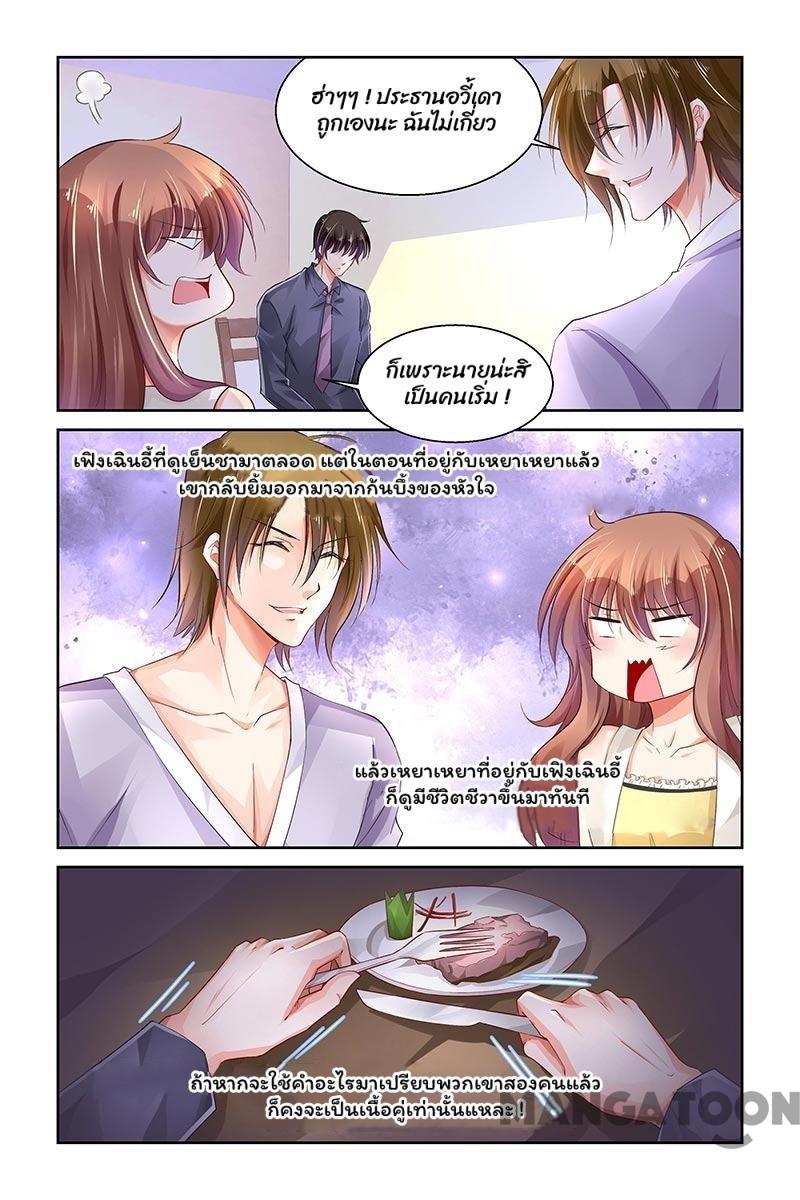 ฮ่าๆๆ ! ประธานอวี้เดา
ถูกเองนะ ฉันไม่เกี่ยว
ก็เพราะนายน่ะสิ
เป็นคนเริ่ม !
เฟิงเฉินอี้ที่ดูเย็นชามาตลอด แต่ในตอนที่อยู่กับเหยาเหยาแล้ว
เขากลับยิ้มออกมาจากก้นบึ้งของหัวใจ
แล้วเหยาเหยาที่อยู่กับเฟิงเฉินอี้
ก็ดูมีชีวิตชีวาขึ้นมาทันที
ถ้าหากจะใช้คำอะไรมาเปรียบพวกเขาสองคนแล้ว
ก็คงจะเป็นเนื้อคู่เท่านั้นแหละ !
MANGATOON